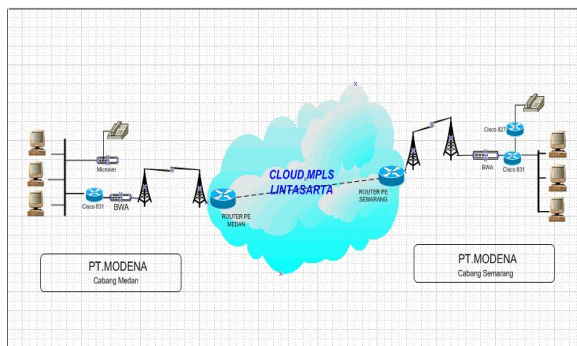 Micronet
Cisco 831
BWA
ROUTER PE
MEDAN
CLOUD MPLS
LINTASARTA
ROUTER PE
SEMARANG
Cisco 827
BWA
Cisco 831
PT.MODENA
Cabang Medan
PT.MODENA
Cabang Semarang